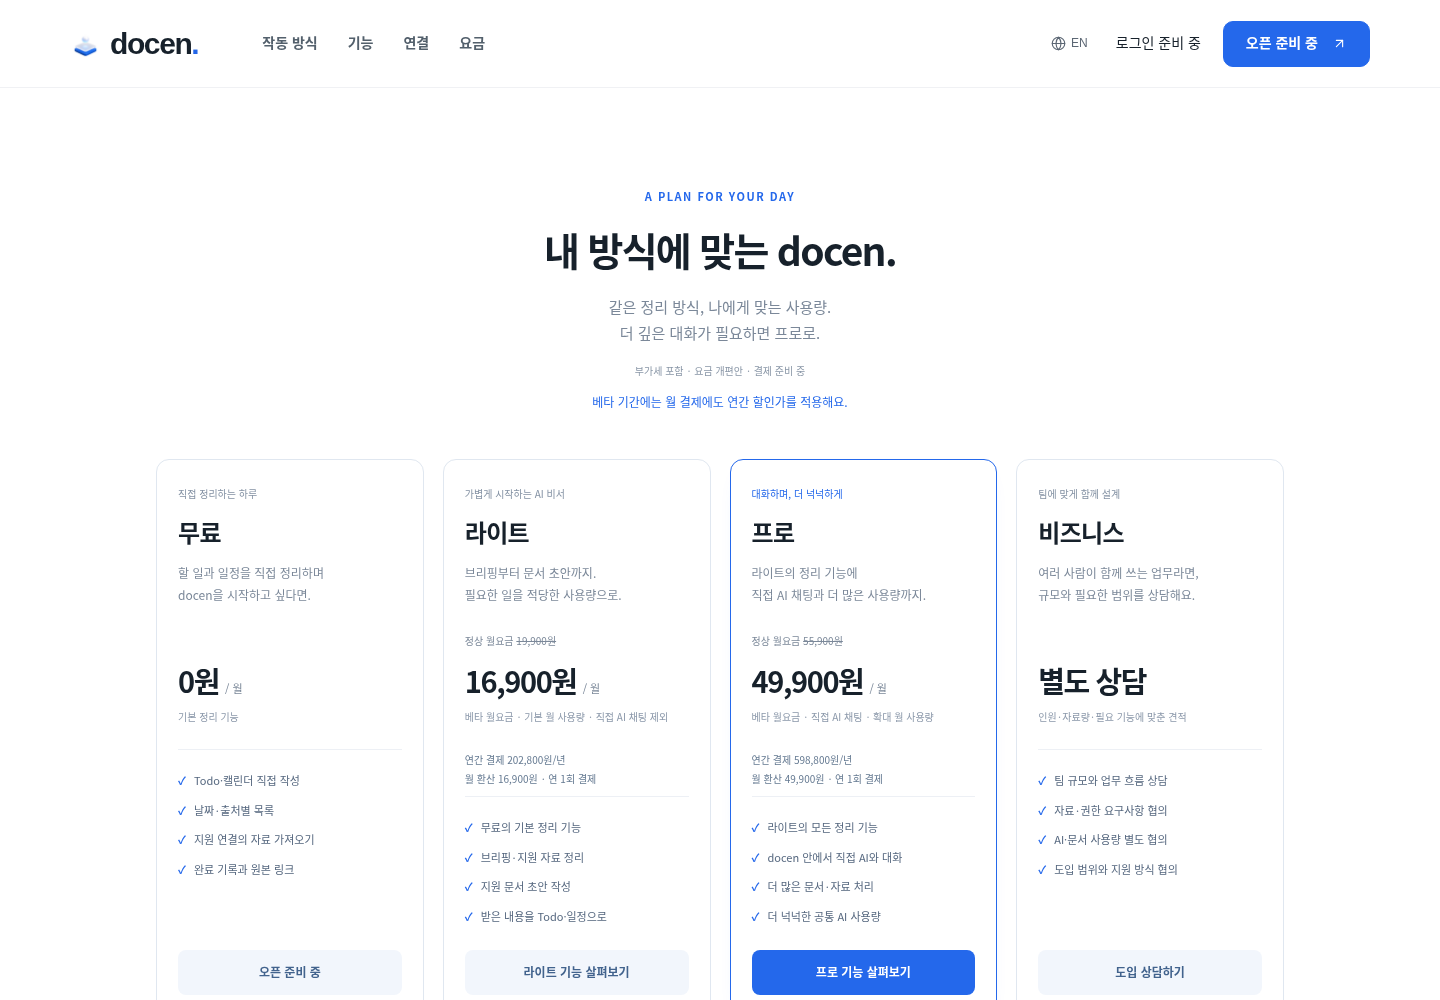 docen.
작동 방식
기능
연결
요금
EN
로그인 준비 중
오픈 준비 중
A PLAN FOR YOUR DAY
내 방식에 맞는 docen.
같은 정리 방식, 나에게 맞는 사용량.
더 깊은 대화가 필요하면 프로로.
부가세 포함 · 요금 개편안 · 결제 준비 중
베타 기간에는 월 결제에도 연간 할인가를 적용해요.
직접 정리하는 하루
무료
할 일과 일정을 직접 정리하며
docen을 시작하고 싶다면.
0원 / 월
기본 정리 기능
✓ Todo·캘린더 직접 작성
✓ 날짜·출처별 목록
✓ 지원 연결의 자료 가져오기
✓ 완료 기록과 원본 링크
오픈 준비 중
가볍게 시작하는 AI 비서
라이트
브리핑부터 문서 초안까지.
필요한 일을 적당한 사용량으로.
정상 월요금 19,900원
16,900원 / 월
베타 월요금 · 기본 월 사용량 · 직접 AI 채팅 제외
연간 결제 202,800원/년
월 환산 16,900원 · 연 1회 결제
✓ 무료의 기본 정리 기능
✓ 브리핑·지원 자료 정리
✓ 지원 문서 초안 작성
✓ 받은 내용을 Todo·일정으로
라이트 기능 살펴보기
대화하며, 더 넉넉하게
프로
라이트의 정리 기능에
직접 AI 채팅과 더 많은 사용량까지.
정상 월요금 55,900원
49,900원 / 월
베타 월요금 · 직접 AI 채팅 · 확대 월 사용량
연간 결제 598,800원/년
월 환산 49,900원 · 연 1회 결제
✓ 라이트의 모든 정리 기능
✓ docen 안에서 직접 AI와 대화
✓ 더 많은 문서·자료 처리
✓ 더 넉넉한 공통 AI 사용량
프로 기능 살펴보기
팀에 맞게 함께 설계
비즈니스
여러 사람이 함께 쓰는 업무라면,
규모와 필요한 범위를 상담해요.
별도 상담
인원·자료량·필요 기능에 맞춘 견적
✓ 팀 규모와 업무 흐름 상담
✓ 자료·권한 요구사항 협의
✓ AI·문서 사용량 별도 협의
✓ 도입 범위와 지원 방식 협의
도입 상담하기